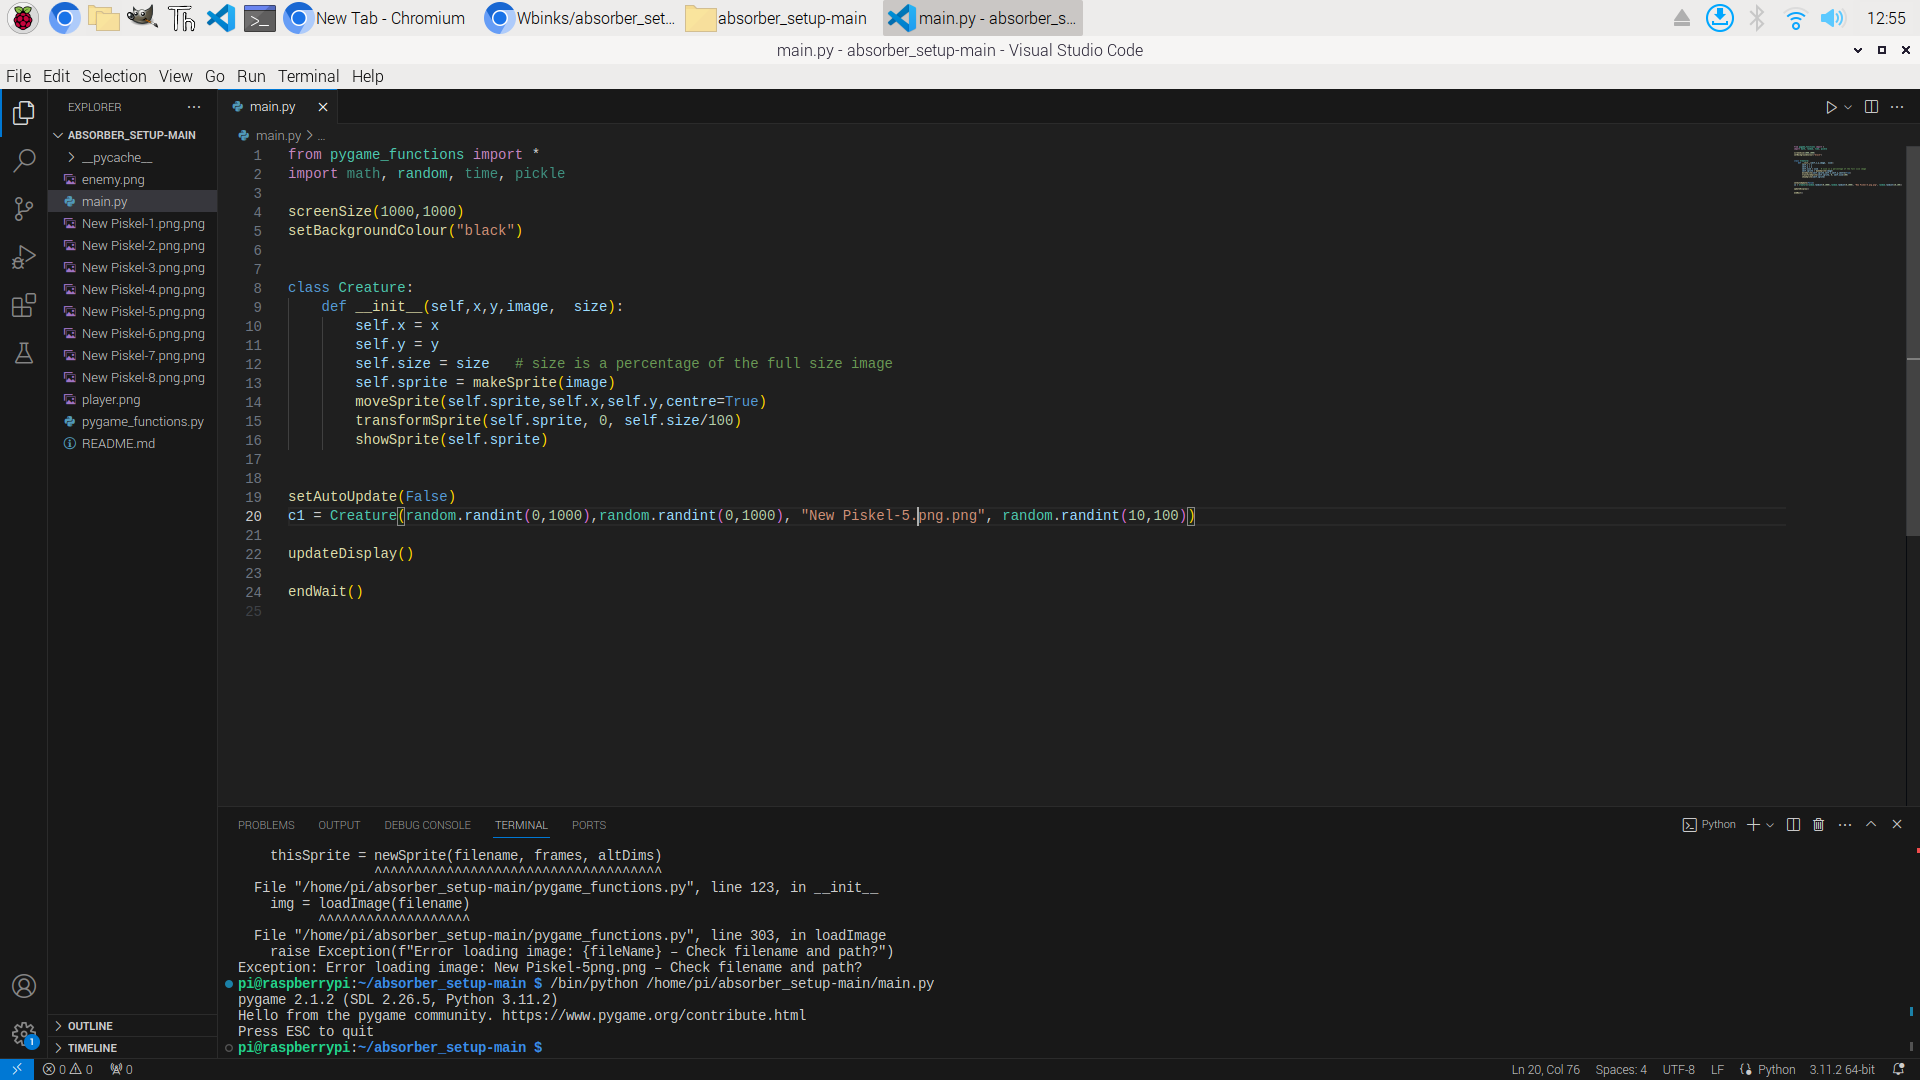 New Tab - Chromium
Wbinks/absorber_set...
absorber_setup-main
main.py - absorber_s...
12:55
main.py - absorber_setup-main - Visual Studio Code
File Edit Selection View Go Run Terminal Help
EXPLORER
ABSORBER_SETUP-MAIN
__pycache__
enemy.png
main.py
New Piskel-1.png.png
New Piskel-2.png.png
New Piskel-3.png.png
New Piskel-4.png.png
New Piskel-5.png.png
New Piskel-6.png.png
New Piskel-7.png.png
New Piskel-8.png.png
player.png
pygame_functions.py
README.md
OUTLINE
TIMELINE
main.py
main.py > ...
1 from pygame_functions import *
2 import math, random, time, pickle
3
4 screenSize(1000,1000)
5 setBackgroundColour("black")
6
7
8 class Creature:
9     def __init__(self,x,y,image,  size):
10         self.x = x
11         self.y = y
12         self.size = size   # size is a percentage of the full size image
13         self.sprite = makeSprite(image)
14         moveSprite(self.sprite,self.x,self.y,centre=True)
15         transformSprite(self.sprite, 0, self.size/100)
16         showSprite(self.sprite)
17
18
19 setAutoUpdate(False)
20 c1 = Creature(random.randint(0,1000),random.randint(0,1000), "New Piskel-5.png.png", random.randint(10,100))
21
22 updateDisplay()
23
24 endWait()
25
PROBLEMS OUTPUT DEBUG CONSOLE TERMINAL PORTS
Python
    thisSprite = newSprite(filename, frames, altDims)
                 ^^^^^^^^^^^^^^^^^^^^^^^^^^^^^^^^^^^^
  File "/home/pi/absorber_setup-main/pygame_functions.py", line 123, in __init__
    img = loadImage(filename)
          ^^^^^^^^^^^^^^^^^^^
  File "/home/pi/absorber_setup-main/pygame_functions.py", line 303, in loadImage
    raise Exception(f"Error loading image: {fileName} – Check filename and path?")
Exception: Error loading image: New Piskel-5png.png – Check filename and path?
pi@raspberrypi:~/absorber_setup-main $ /bin/python /home/pi/absorber_setup-main/main.py
pygame 2.1.2 (SDL 2.26.5, Python 3.11.2)
Hello from the pygame community. https://www.pygame.org/contribute.html
Press ESC to quit
pi@raspberrypi:~/absorber_setup-main $
1
0 0 0
Ln 20, Col 76 Spaces: 4 UTF-8 LF Python 3.11.2 64-bit